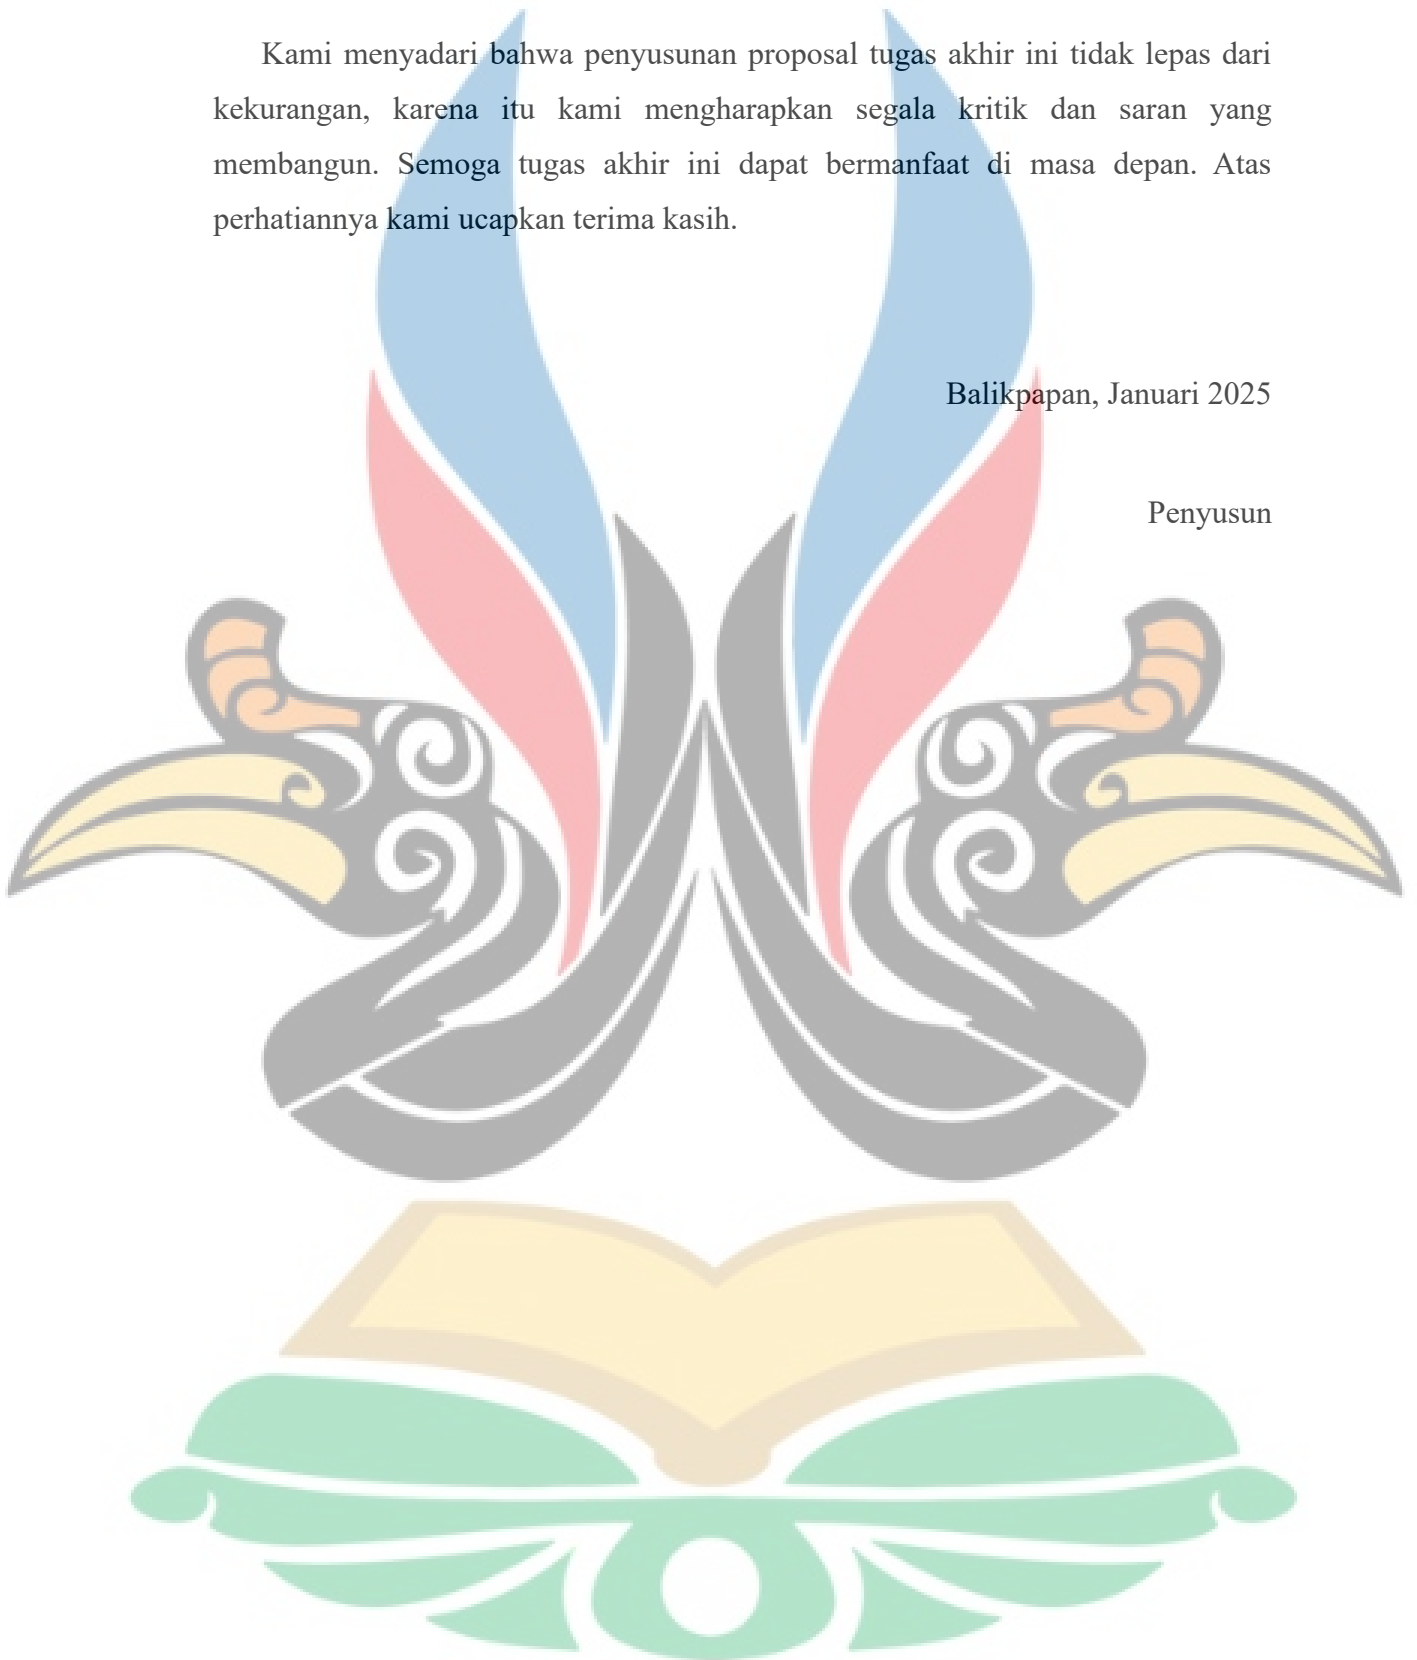 Kami menyadari bahwa penyusunan proposal tugas akhir ini tidak lepas dari
kekurangan, karena itu kami mengharapkan segala kritik dan saran yang
membangun. Semoga tugas akhir ini dapat bermanfaat di masa depan. Atas
perhatiannya kami ucapkan terima kasih.
Balikpapan, Januari 2025
Penyusun